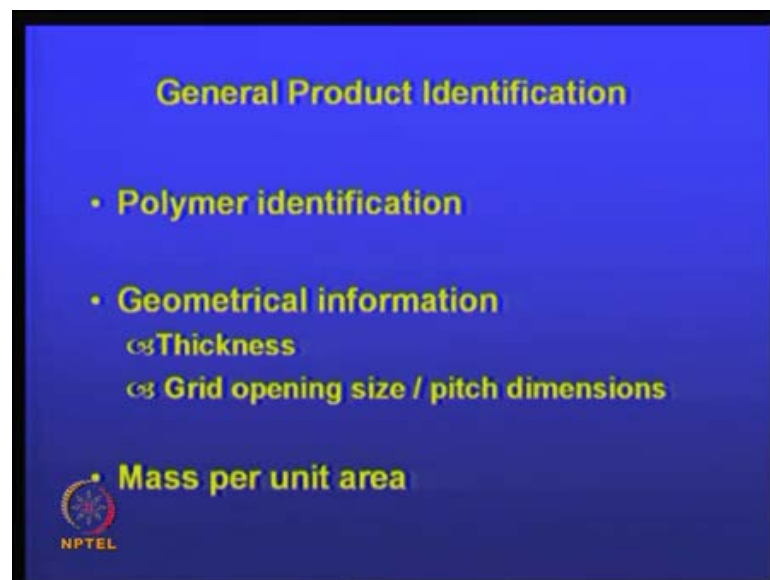 General Product Identification
• Polymer identification
• Geometrical information
Thickness
Grid opening size / pitch dimensions
• Mass per unit area
NPTEL